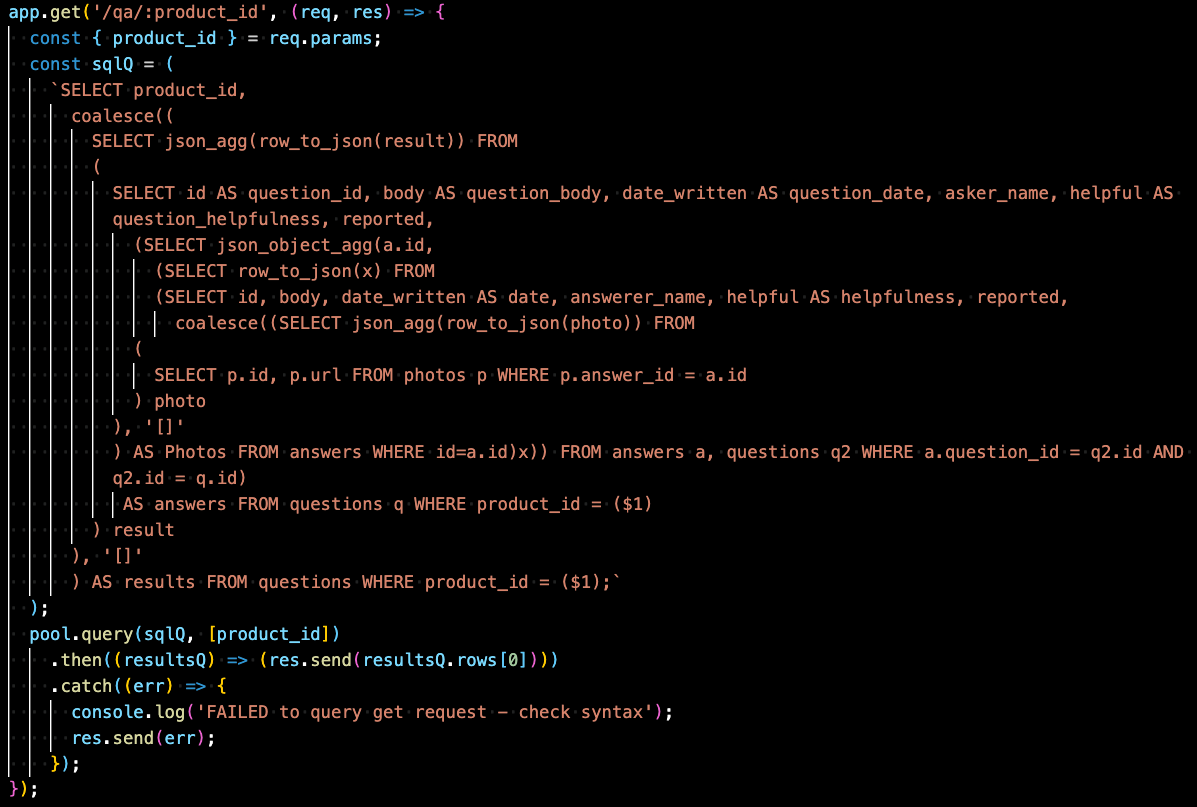 app.get('/qa/:product_id', (req, res) => {
  const { product_id } = req.params;
  const sqlQ = (
    `SELECT product_id,
      coalesce((
        SELECT json_agg(row_to_json(result)) FROM
        (
          SELECT id AS question_id, body AS question_body, date_written AS question_date, asker_name, helpful AS
          question_helpfulness, reported,
            (SELECT json_object_agg(a.id,
              (SELECT row_to_json(x) FROM
              (SELECT id, body, date_written AS date, answerer_name, helpful AS helpfulness, reported,
                coalesce((SELECT json_agg(row_to_json(photo)) FROM
            (
              SELECT p.id, p.url FROM photos p WHERE p.answer_id = a.id
            ) photo
          ), '[]'
          ) AS Photos FROM answers WHERE id=a.id)x)) FROM answers a, questions q2 WHERE a.question_id = q2.id AND
          q2.id = q.id)
           AS answers FROM questions q WHERE product_id = ($1)
        ) result
      ), '[]'
      ) AS results FROM questions WHERE product_id = ($1);`
  );
  pool.query(sqlQ, [product_id])
    .then((resultsQ) => (res.send(resultsQ.rows[0])))
    .catch((err) => {
      console.log('FAILED to query get request - check syntax');
      res.send(err);
    });
});